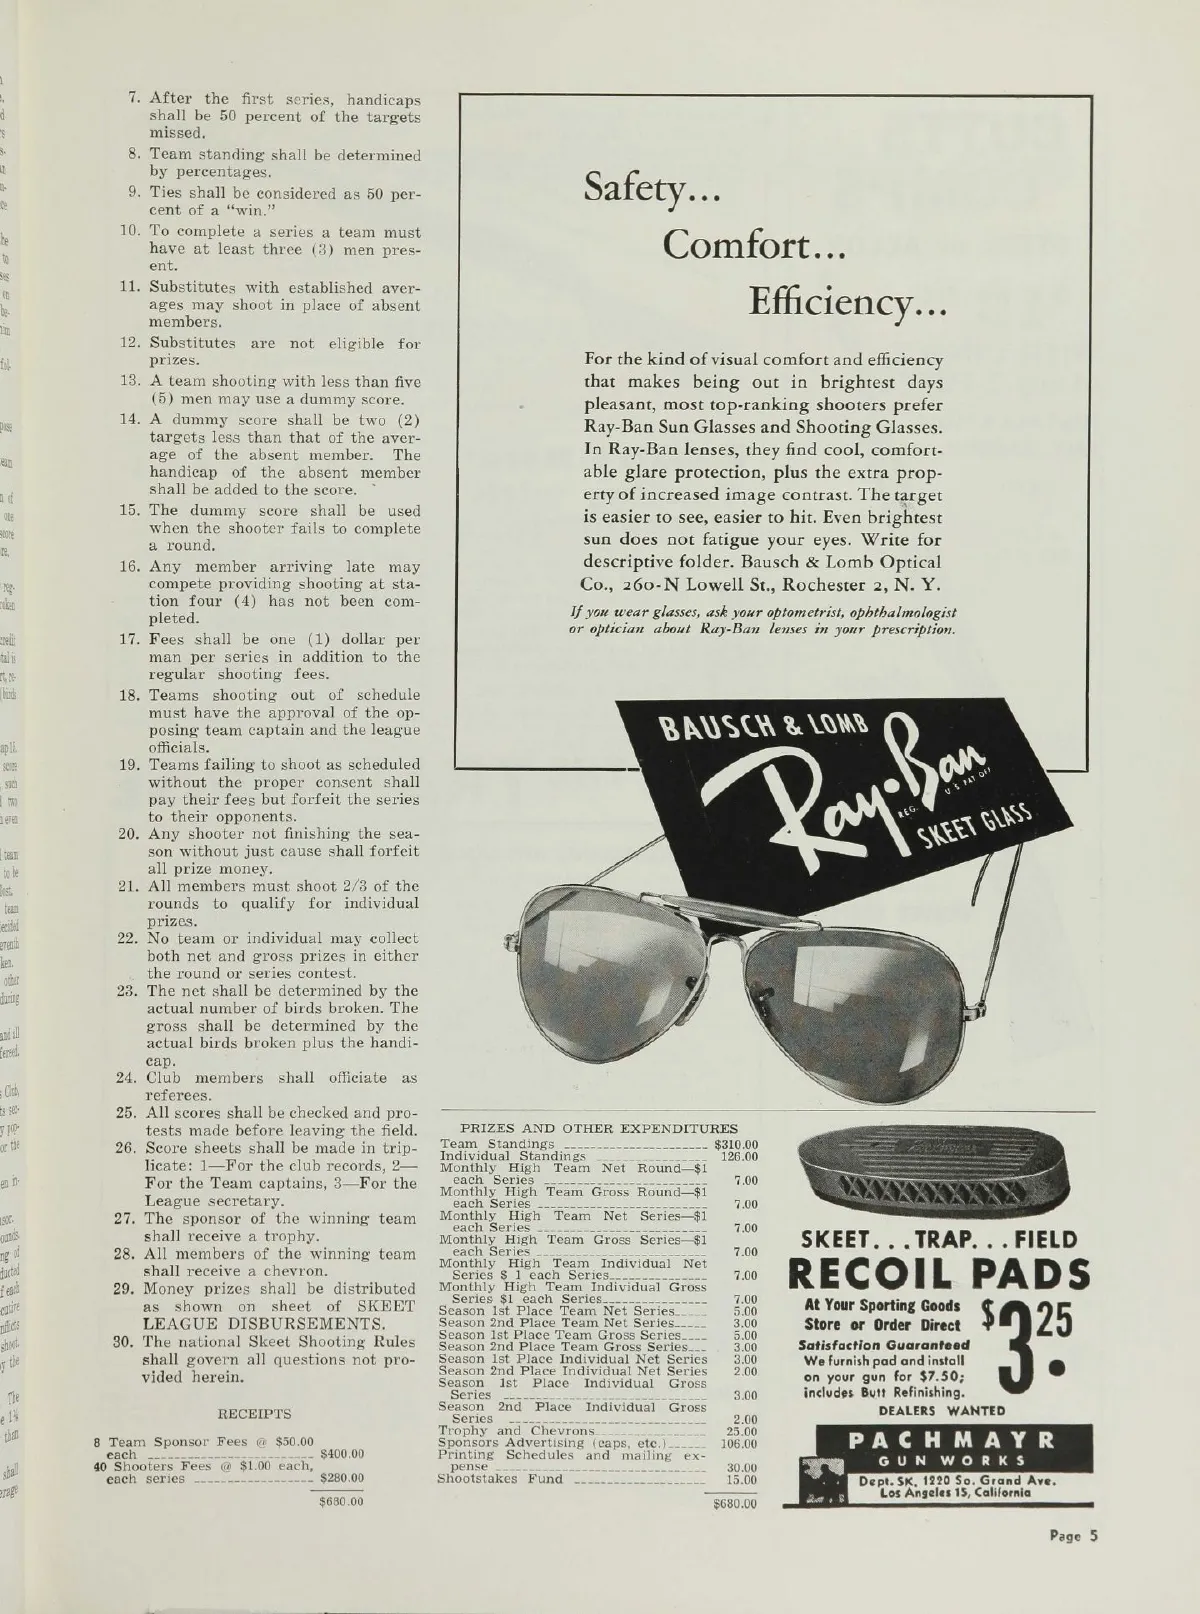 7. After the first series, handicaps
shall be 50 percent of the targets
missed.
8. Team standing shall be determined
by percentages.
9. Ties shall be considered as 50 per-
cent of a “win.”
10. To complete a series a team must
have at least three (3) men pres-
ent.
11. Substitutes with established aver-
ages may shoot in place of absent
members.
12. Substitutes are not eligible for
prizes.
13. A team shooting with less than five
(5) men may use a dummy score.
14. A dummy score shall be two (2)
targets less than that of the aver-
age of the absent member. The
handicap of the absent member
shall be added to the score.
15. The dummy score shall be used
when the shooter fails to complete
a round.
16. Any member arriving late may
compete providing shooting at sta-
tion four (4) has not been com-
pleted.
17. Fees shall be one (1) dollar per
man per series in addition to the
regular shooting fees.
18. Teams shooting out of schedule
must have the approval of the op-
posing team captain and the league
officials.
19. Teams failing to shoot as scheduled
without the proper consent shall
pay their fees but forfeit the series
to their opponents.
20. Any shooter not finishing the sea-
son without just cause shall forfeit
all prize money.
21. All members must shoot 2/3 of the
rounds to qualify for individual
prizes.
22. No team or individual may collect
both net and gross prizes in either
the round or series contest.
23. The net shall be determined by the
actual number of birds broken. The
gross shall be determined by the
actual birds broken plus the handi-
cap.
24. Club members shall officiate as
referees.
25. All scores shall be checked and pro-
tests made before leaving the field.
26. Score sheets shall be made in trip-
licate: 1—For the club records, 2—
For the Team captains, 3—For the
League secretary.
27. The sponsor of the winning team
shall receive a trophy.
28. All members of the winning team
shall receive a chevron.
29. Money prizes shall be distributed
as shown on sheet of SKEET
LEAGUE DISBURSEMENTS.
30. The national Skeet Shooting Rules
shall govern all questions not pro-
vided herein.
RECEIPTS
8 Team Sponsor Fees @ $50.00
each $400.00
40 Shooters Fees @ $1.00 each,
each series $280.00
$680.00
Safety...
Comfort...
Efficiency...
For the kind of visual comfort and efficiency
that makes being out in brightest days
pleasant, most top-ranking shooters prefer
Ray-Ban Sun Glasses and Shooting Glasses.
In Ray-Ban lenses, they find cool, comfort-
able glare protection, plus the extra prop-
erty of increased image contrast. The target
is easier to see, easier to hit. Even brightest
sun does not fatigue your eyes. Write for
descriptive folder. Bausch & Lomb Optical
Co., 260-N Lowell St., Rochester 2, N. Y.
If you wear glasses, ask your optometrist, ophthalmologist
or optician about Ray-Ban lenses in your prescription.
BAUSCH & LOMB
Ray-Ban
REG. U S PAT OFF
SKEET GLASS
PRIZES AND OTHER EXPENDITURES
Team Standings $310.00
Individual Standings 126.00
Monthly High Team Net Round—$1
each Series 7.00
Monthly High Team Gross Round—$1
each Series 7.00
Monthly High Team Net Series—$1
each Series 7.00
Monthly High Team Gross Series—$1
each Series 7.00
Monthly High Team Individual Net
Series $ 1 each Series 7.00
Monthly High Team Individual Gross
Series $1 each Series 7.00
Season 1st Place Team Net Series 5.00
Season 2nd Place Team Net Series 3.00
Season 1st Place Team Gross Series 5.00
Season 2nd Place Team Gross Series 3.00
Season 1st Place Individual Net Series 3.00
Season 2nd Place Individual Net Series 2.00
Season 1st Place Individual Gross
Series 3.00
Season 2nd Place Individual Gross
Series 2.00
Trophy and Chevrons 25.00
Sponsors Advertising (caps, etc.) 106.00
Printing Schedules and mailing ex-
pense 30.00
Shootstakes Fund 15.00
$680.00
SKEET...TRAP...FIELD
RECOIL PADS
At Your Sporting Goods
Store or Order Direct
$3.25
Satisfaction Guaranteed
We furnish pad and install
on your gun for $7.50;
includes Butt Refinishing.
DEALERS WANTED
PACHMAYR
GUN WORKS
Dept. SK, 1220 So. Grand Ave.
Los Angeles 15, California
Page 5